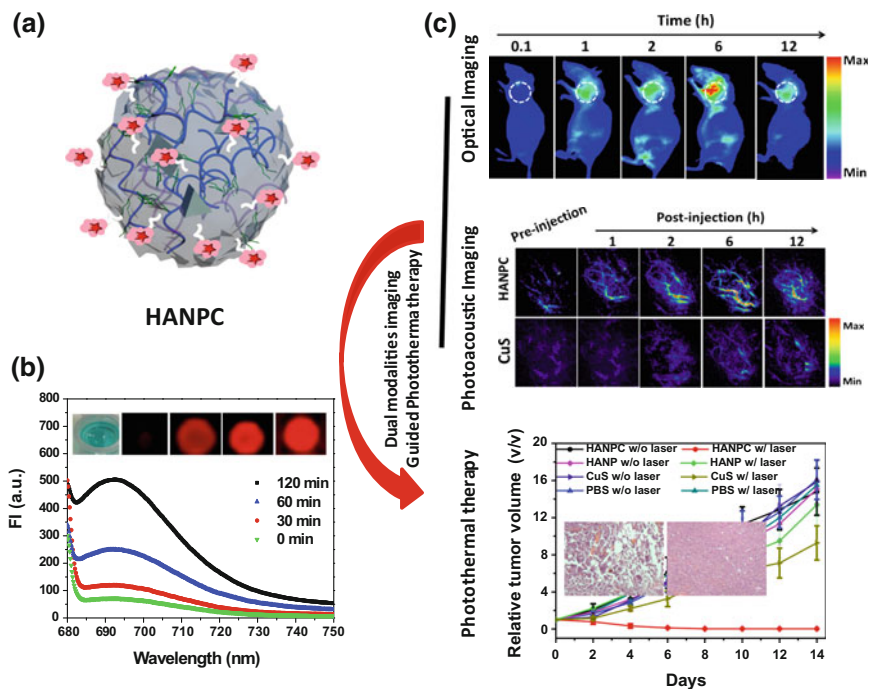 (a)
HANPC
(b)
FI (a.u.)
800
700
600
500
400
300
200
100
0
120 min
60 min
30 min
0 min
680 690 700 710 720 730 740 750
Wavelength (nm)
Dual modalities imaging
Guided Photothermatherapy
(c)
Time (h)
0.1 1 2 6 12
Optical Imaging
Max
Min
Photoacoustic Imaging
Pre-injection
Post-injection (h)
1 2 6 12
HANPC
CuS
Max
Min
Photothermal therapy
Relative tumor volume (v/v)
20
16
12
8
4
0
HANPC w/o laser HANPC w/ laser
HANP w/o laser HANP w/ laser
CuS w/o laser CuS w/ laser
PBS w/o laser PBS w/ laser
0 2 4 6 8 10 12 14
Days